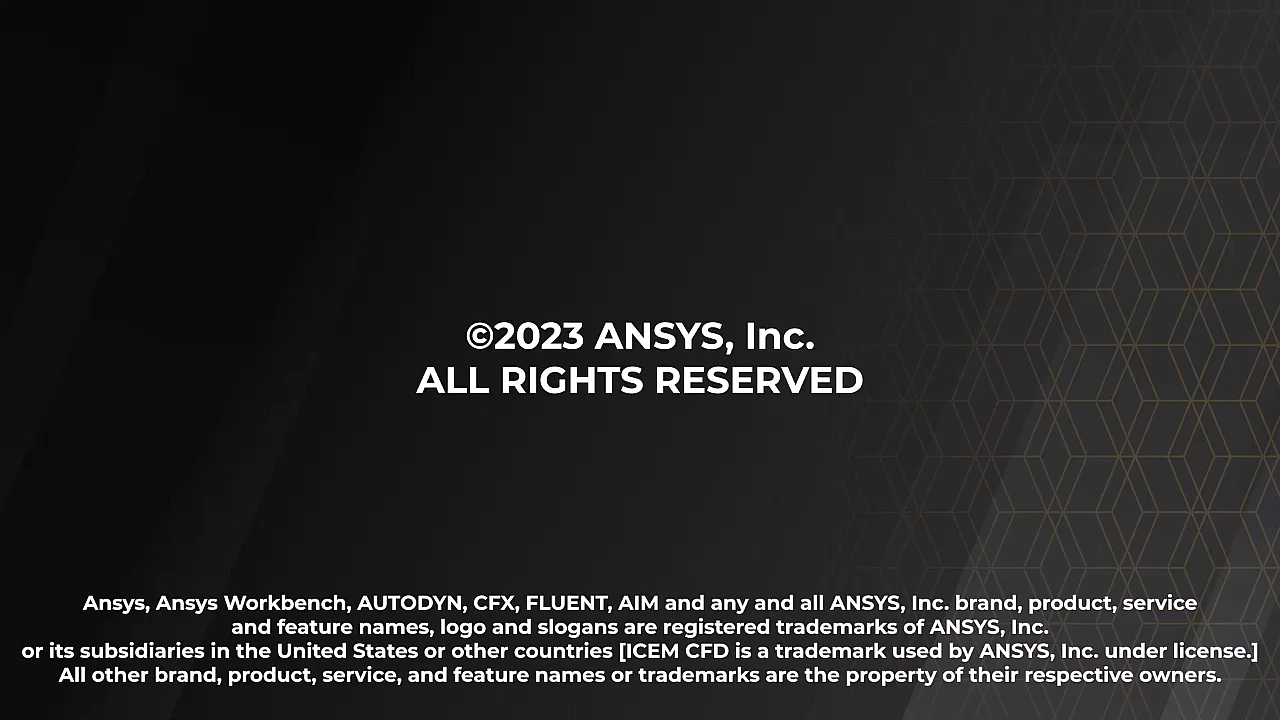 ©2023 ANSYS, Inc.
ALL RIGHTS RESERVED
Ansys, Ansys Workbench, AUTODYN, CFX, FLUENT, AIM and any and all ANSYS, Inc. brand, product, service
and feature names, logo and slogans are registered trademarks of ANSYS, Inc.
or its subsidiaries in the United States or other countries [ICEM CFD is a trademark used by ANSYS, Inc. under license.]
All other brand, product, service, and feature names or trademarks are the property of their respective owners.